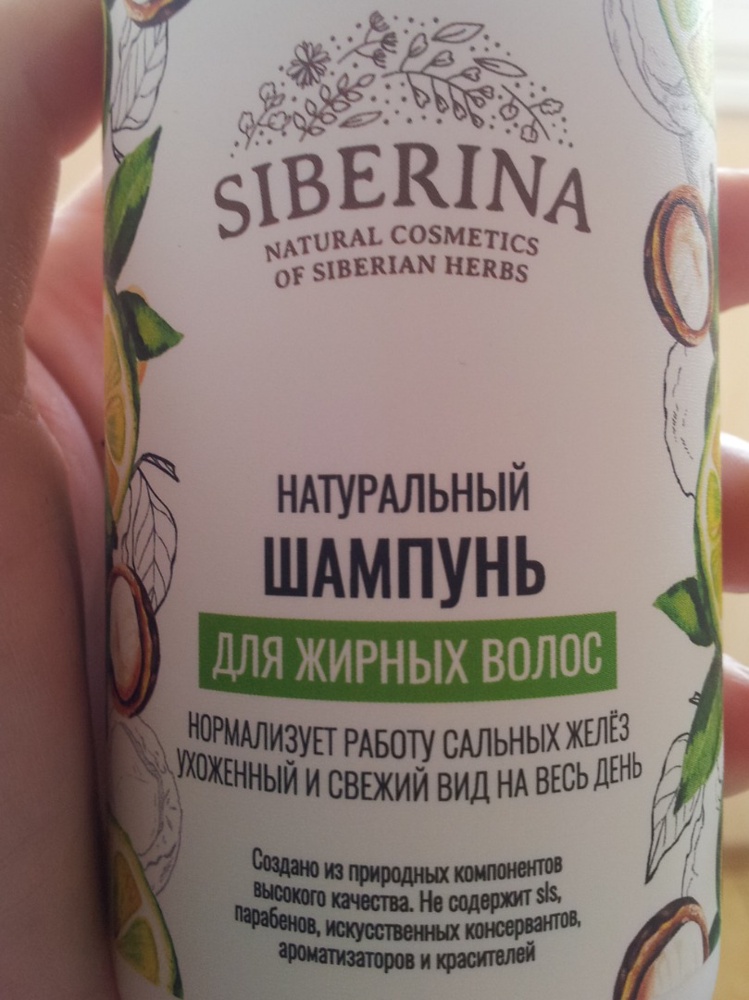 SIBERINA
NATURAL COSMETICS
OF SIBERIAN HERBS
НАТУРАЛЬНЫЙ
ШАМПУНЬ
ДЛЯ ЖИРНЫХ ВОЛОС
НОРМАЛИЗУЕТ РАБОТУ САЛЬНЫХ ЖЕЛЁЗ
УХОЖЕННЫЙ И СВЕЖИЙ ВИД НА ВЕСЬ ДЕНЬ
Создано из природных компонентов
высокого качества. Не содержит sls,
парабенов, искусственных консервантов,
ароматизаторов и красителей